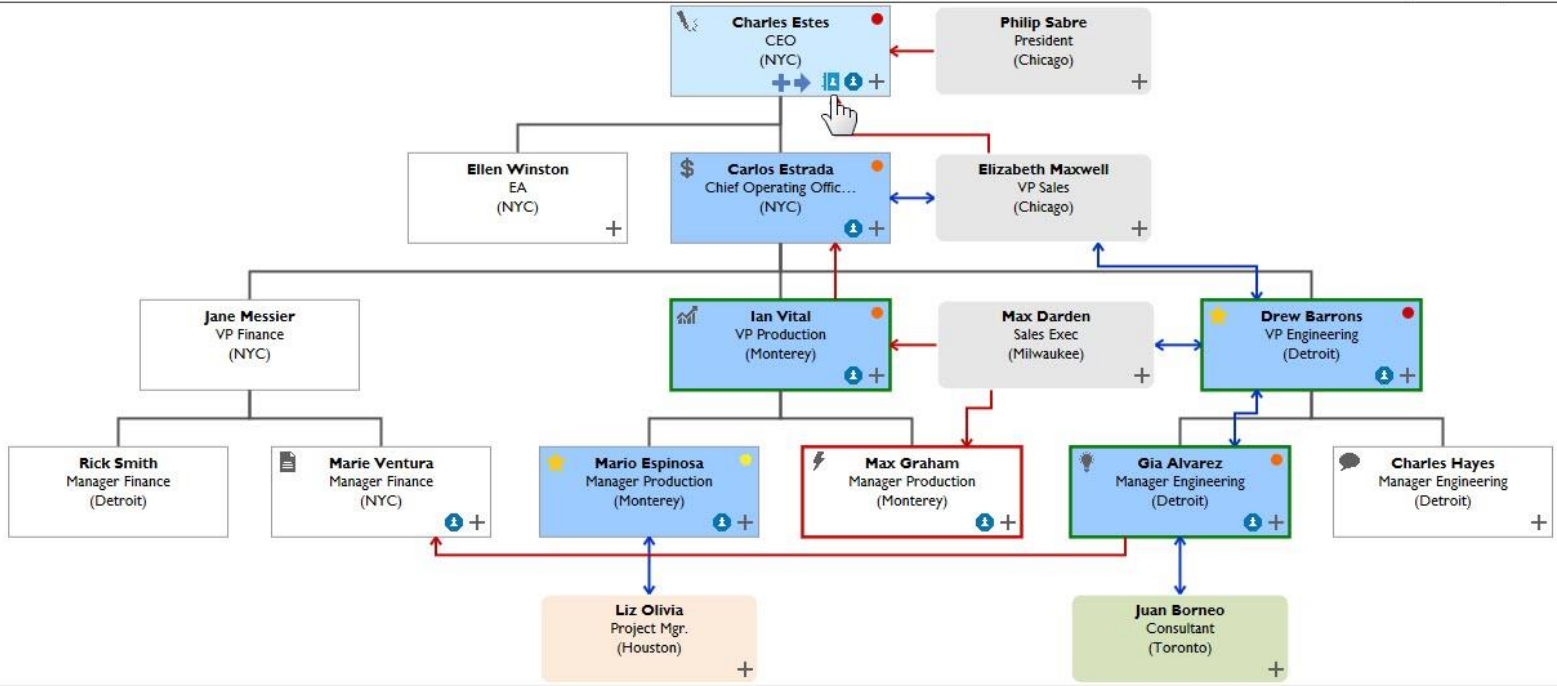 Charles Estes
CEO
(NYC)
Philip Sabre
President
(Chicago)
Ellen Winston
EA
(NYC)
$
Carlos Estrada
Chief Operating Offic...
(NYC)
Elizabeth Maxwell
VP Sales
(Chicago)
Jane Messier
VP Finance
(NYC)
Ian Vital
VP Production
(Monterey)
Max Darden
Sales Exec
(Milwaukee)
Drew Barrons
VP Engineering
(Detroit)
Rick Smith
Manager Finance
(Detroit)
Marie Ventura
Manager Finance
(NYC)
Mario Espinosa
Manager Production
(Monterey)
Max Graham
Manager Production
(Monterey)
Gia Alvarez
Manager Engineering
(Detroit)
Charles Hayes
Manager Engineering
(Detroit)
Liz Olivia
Project Mgr.
(Houston)
Juan Borneo
Consultant
(Toronto)